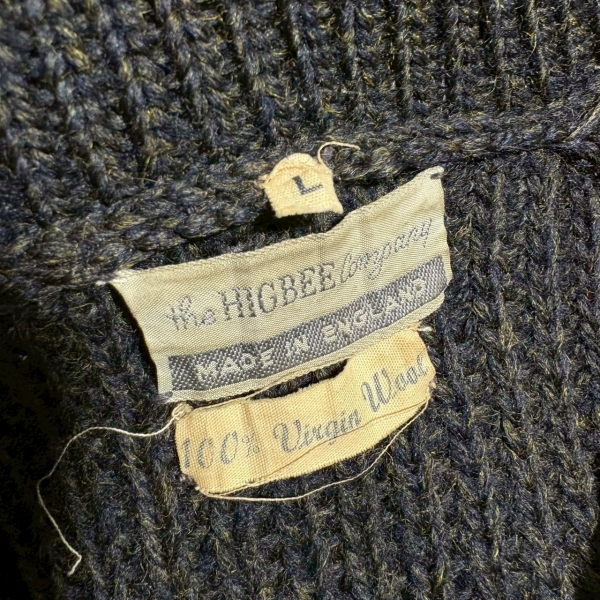 L
the HIGBEE Company
MADE IN ENGLAND
100% Virgin Wool